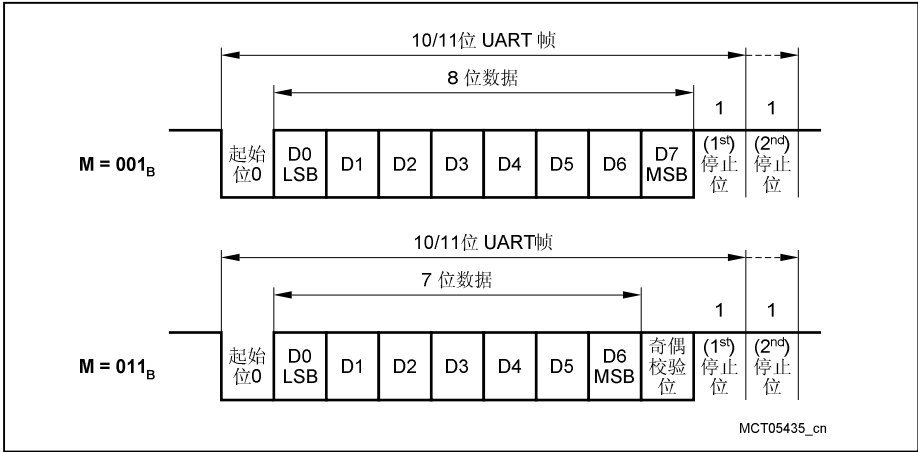 10/11位 UART 帧
8 位数据
1 1
M = 001B 起始位0 D0 LSB D1 D2 D3 D4 D5 D6 D7 MSB (1st) 停止位 (2nd) 停止位
10/11位 UART帧
7 位数据
1 1
M = 011B 起始位0 D0 LSB D1 D2 D3 D4 D5 D6 MSB 奇偶校验位 (1st) 停止位 (2nd) 停止位
MCT05435_cn